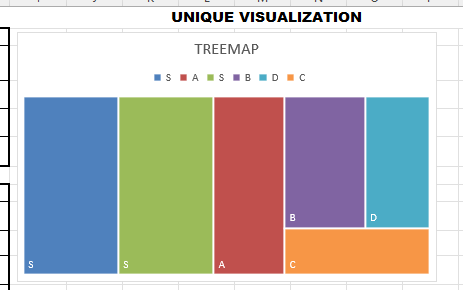 UNIQUE VISUALIZATION
TREEMAP
S A S B D C
B D
S S A C